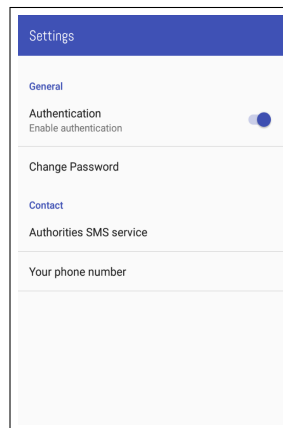 Settings
General
Authentication
Enable authentication
Change Password
Contact
Authorities SMS service
Your phone number